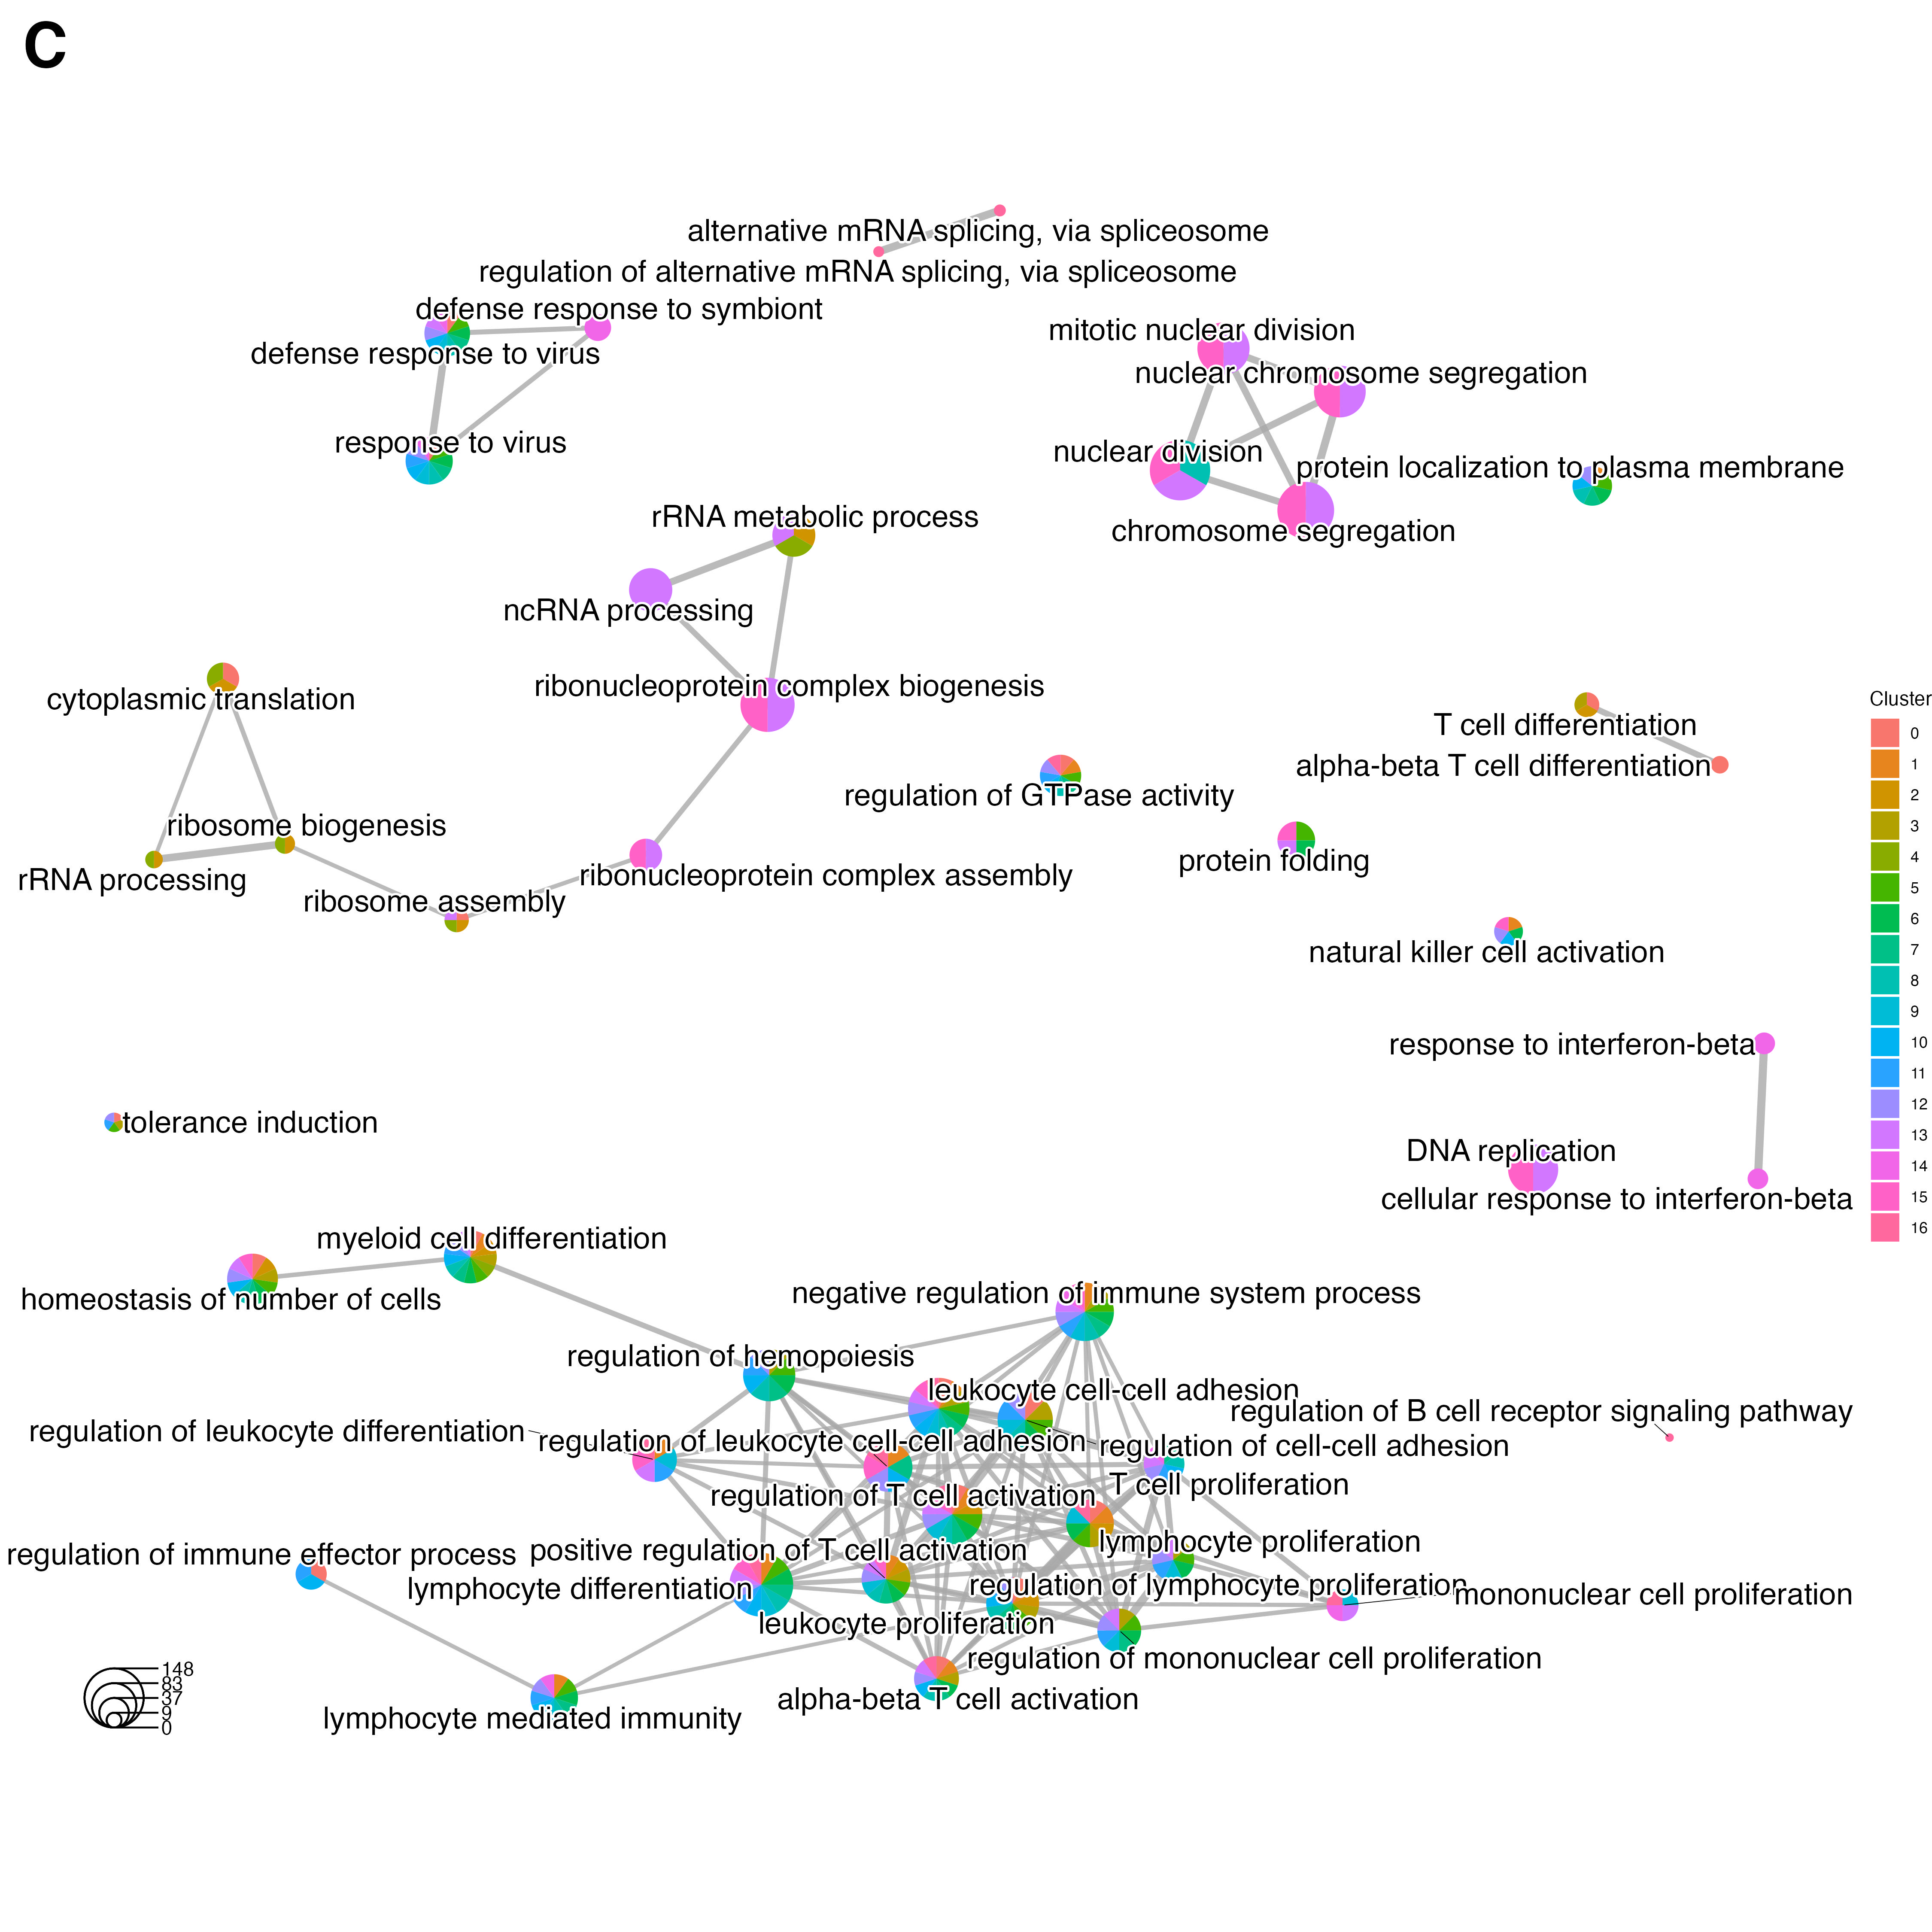 C
alternative mRNA splicing, via spliceosome
regulation of alternative mRNA splicing, via spliceosome
defense response to symbiont
defense response to virus
mitotic nuclear division
nuclear chromosome segregation
response to virus
nuclear division
protein localization to plasma membrane
rRNA metabolic process
chromosome segregation
ncRNA processing
ribonucleoprotein complex biogenesis
cytoplasmic translation
T cell differentiation
alpha-beta T cell differentiation
regulation of GTPase activity
ribosome biogenesis
protein folding
rRNA processing
ribonucleoprotein complex assembly
ribosome assembly
natural killer cell activation
response to interferon-beta
tolerance induction
DNA replication
cellular response to interferon-beta
Cluster
0
1
2
3
4
5
6
7
8
9
10
11
12
13
14
15
16
myeloid cell differentiation
homeostasis of number of cells
negative regulation of immune system process
regulation of hemopoiesis
leukocyte cell-cell adhesion
regulation of B cell receptor signaling pathway
regulation of leukocyte differentiation
regulation of leukocyte cell-cell adhesion
regulation of cell-cell adhesion
T cell proliferation
regulation of T cell activation
lymphocyte proliferation
regulation of immune effector process
positive regulation of T cell activation
lymphocyte differentiation
regulation of lymphocyte proliferation
mononuclear cell proliferation
leukocyte proliferation
regulation of mononuclear cell proliferation
alpha-beta T cell activation
lymphocyte mediated immunity
148
83
37
9
0